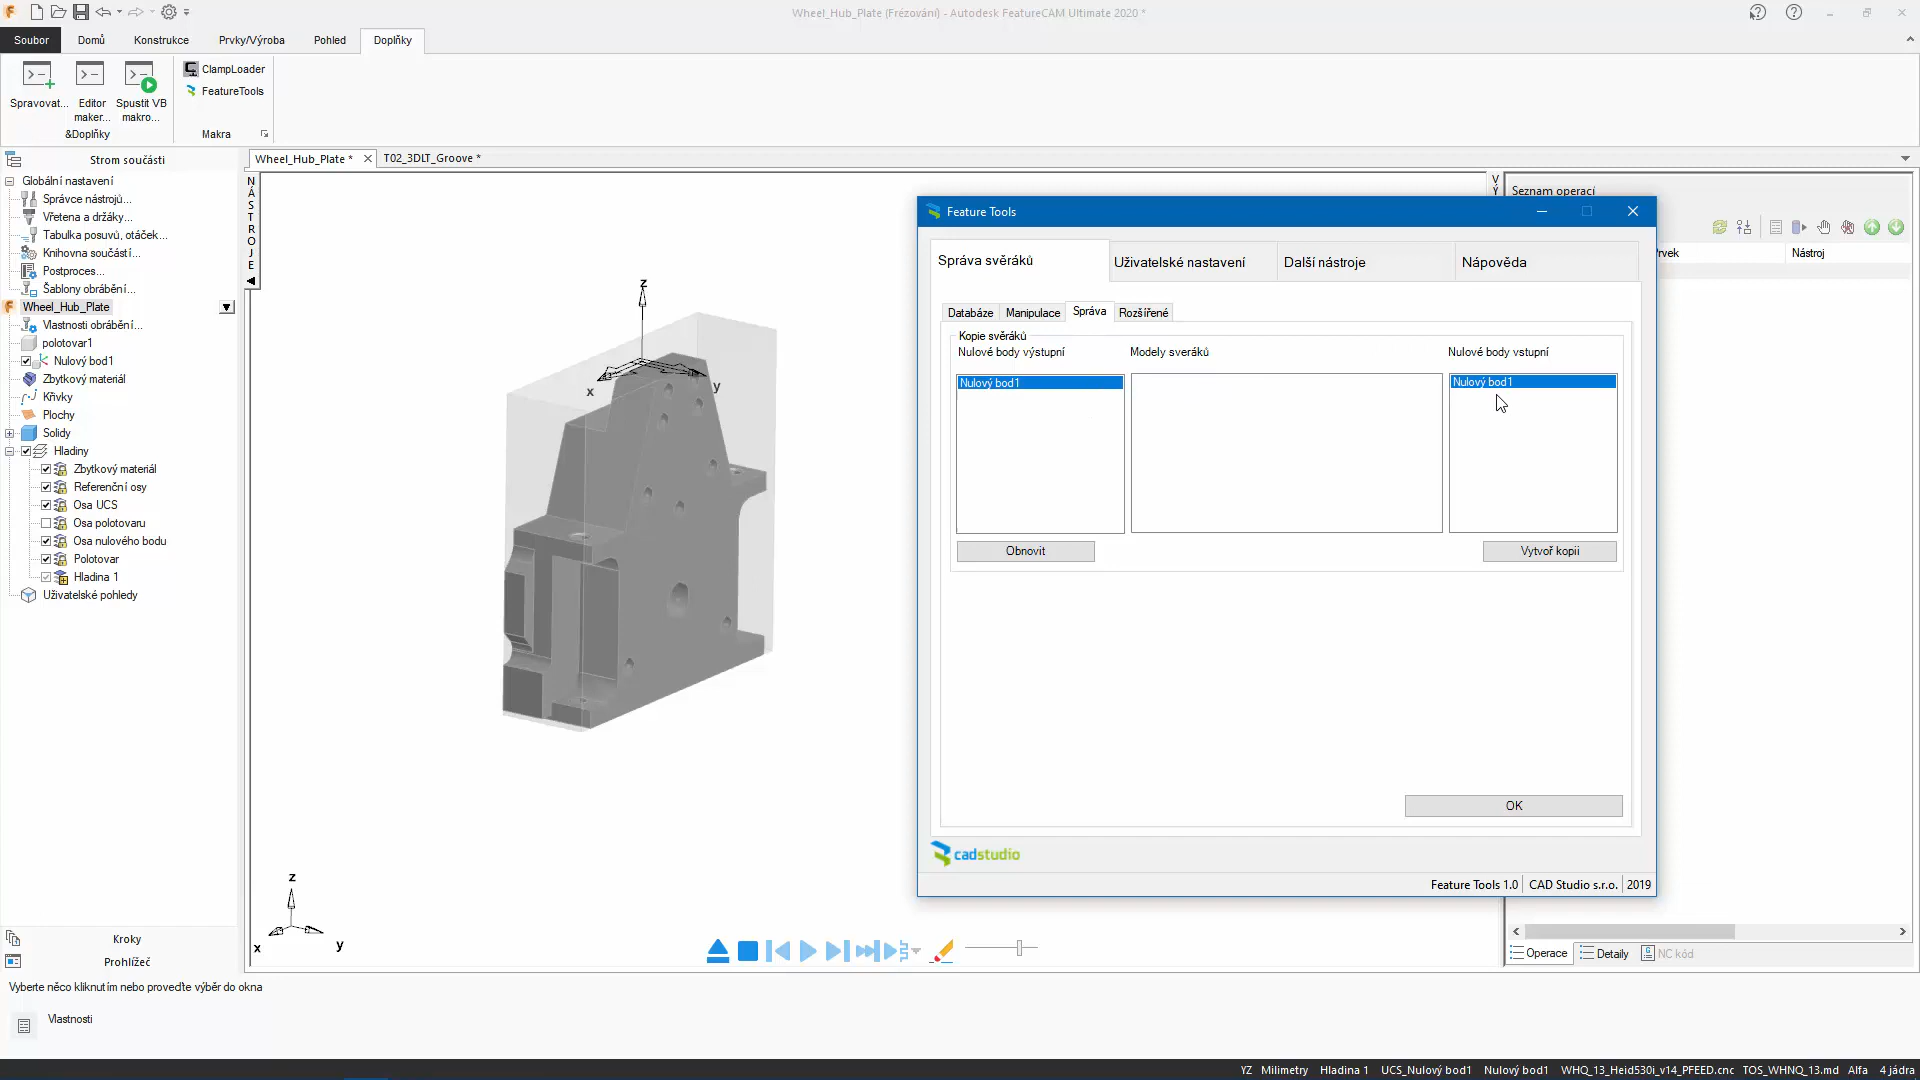 Wheel_Hub_Plate (Frézování) - Autodesk FeatureCAM Ultimate 2020 *
Soubor
Domů
Konstrukce
Prvky/Výroba
Pohled
Doplňky
Spravovat...
Editor maker...
Spustit VB makro...
ClampLoader
FeatureTools
&Doplňky
Makra
Strom součásti
Wheel_Hub_Plate *
T02_3DLT_Groove *
Globální nastavení
Správce nástrojů...
Vřetena a držáky...
Tabulka posuvů, otáček...
Knihovna součástí...
Postproces...
Šablony obrábění...
Wheel_Hub_Plate
Vlastnosti obrábění...
polotovar1
Nulový bod1
Zbytkový materiál
Křivky
Plochy
Solidy
Hladiny
Zbytkový materiál
Referenční osy
Osa UCS
Osa polotovaru
Osa nulového bodu
Polotovar
Hladina 1
Uživatelské pohledy
Kroky
Prohlížeč
NÁSTROJE
z
x
y
z
x
y
VÝ
Seznam operací
rvek
Nástroj
Feature Tools
Správa svěráků
Uživatelské nastavení
Další nástroje
Nápověda
Databáze
Manipulace
Správa
Rozšířené
Kopie svěráků
Nulové body výstupní
Modely sveráků
Nulové body vstupní
Nulový bod1
Nulový bod1
Obnovit
Vytvoř kopii
OK
cadstudio
Feature Tools 1.0
CAD Studio s.r.o.
2019
Operace
Detaily
NC kód
Vyberte něco kliknutím nebo proveďte výběr do okna
Vlastnosti
YZ Milimetry Hladina 1 UCS_Nulový bod1 Nulový bod1 WHQ_13_Heid530i_v14_PFEED.cnc TOS_WHNQ_13.md Alfa 4 jádra